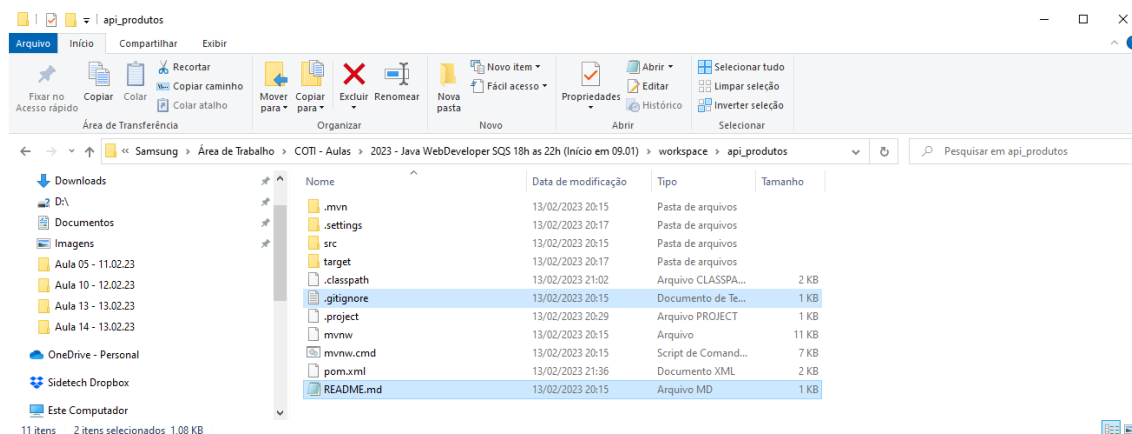 api_produtos
Arquivo Início Compartilhar Exibir
Fixar no Acesso rápido
Copiar
Colar
Recortar
Copiar caminho
Colar atalho
Mover para
Copiar para
Excluir
Renomear
Nova pasta
Novo item
Fácil acesso
Propriedades
Abrir
Editar
Histórico
Selecionar tudo
Limpar seleção
Inverter seleção
Área de Transferência Organizar Novo Abrir Selecionar
« Samsung > Área de Trabalho > COTI - Aulas > 2023 - Java WebDeveloper SQS 18h as 22h (Início em 09.01) > workspace > api_produtos
Pesquisar em api_produtos
Downloads
D:\
Documentos
Imagens
Aula 05 - 11.02.23
Aula 10 - 12.02.23
Aula 13 - 13.02.23
Aula 14 - 13.02.23
OneDrive - Personal
Sidetech Dropbox
Este Computador
Nome Data de modificação Tipo Tamanho
.mvn 13/02/2023 20:15 Pasta de arquivos
.settings 13/02/2023 20:17 Pasta de arquivos
src 13/02/2023 20:15 Pasta de arquivos
target 13/02/2023 20:17 Pasta de arquivos
.classpath 13/02/2023 21:02 Arquivo CLASSPA... 2 KB
.gitignore 13/02/2023 20:15 Documento de Te... 1 KB
.project 13/02/2023 20:29 Arquivo PROJECT 1 KB
mvnw 13/02/2023 20:15 Arquivo 11 KB
mvnw.cmd 13/02/2023 20:15 Script de Comand... 7 KB
pom.xml 13/02/2023 21:36 Documento XML 2 KB
README.md 13/02/2023 20:15 Arquivo MD 1 KB
11 itens 2 itens selecionados 1.08 KB